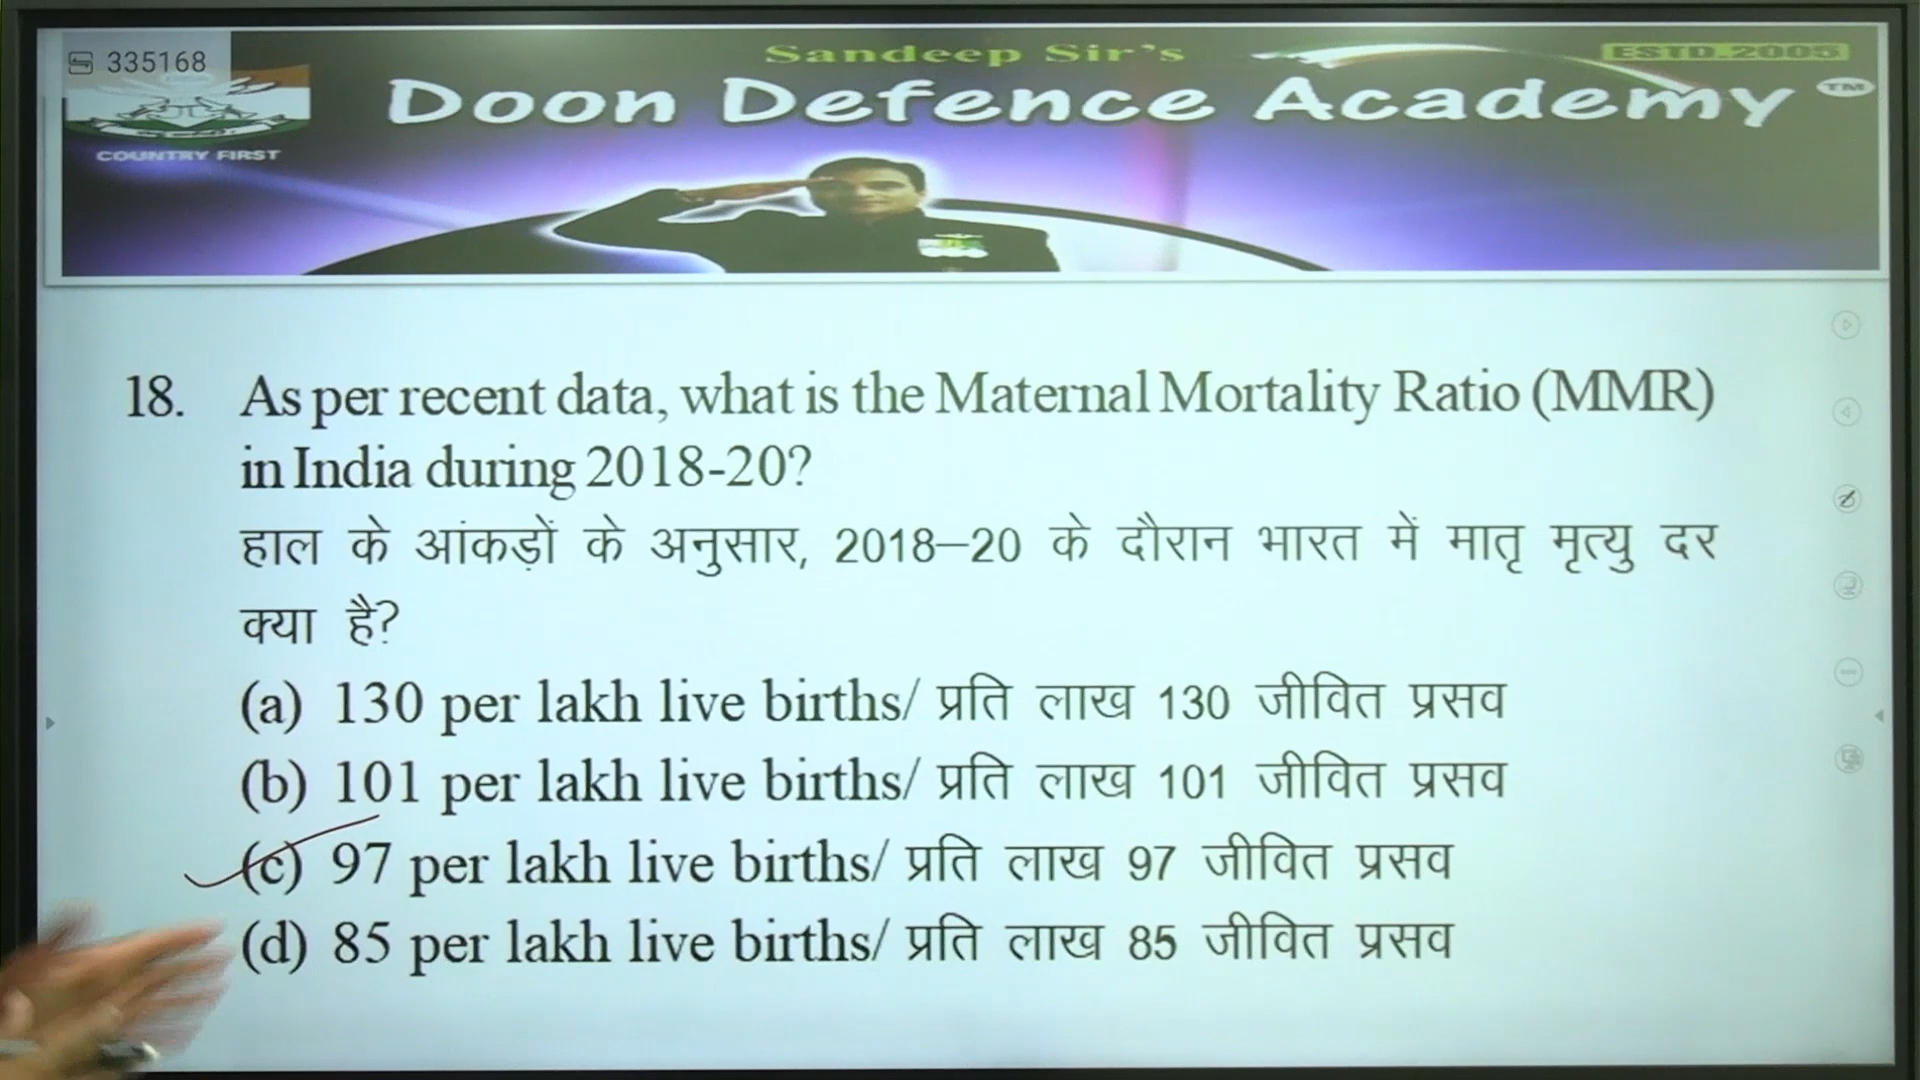 335168
Sandeep Sir's
ESTD.2005
Doon Defence Academy TM
COUNTRY FIRST
18. As per recent data, what is the Maternal Mortality Ratio (MMR)
in India during 2018-20?
हाल के आंकड़ों के अनुसार, 2018–20 के दौरान भारत में मातृ मृत्यु दर
क्या है?
(a) 130 per lakh live births/ प्रति लाख 130 जीवित प्रसव
(b) 101 per lakh live births/ प्रति लाख 101 जीवित प्रसव
(c) 97 per lakh live births/ प्रति लाख 97 जीवित प्रसव
(d) 85 per lakh live births/ प्रति लाख 85 जीवित प्रसव